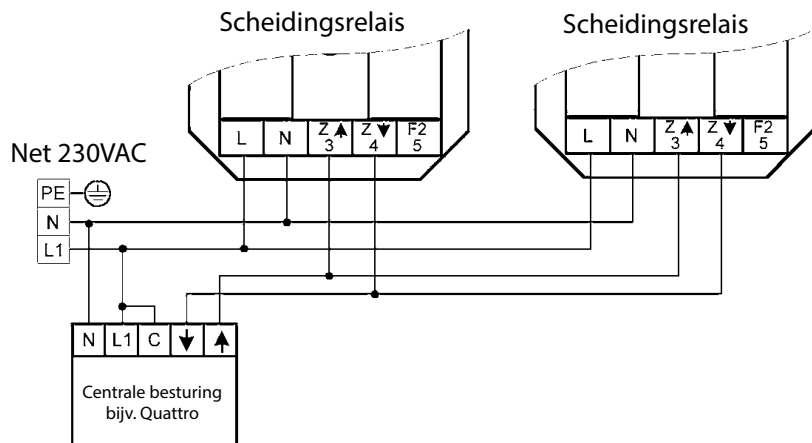 Scheidingsrelais
Scheidingsrelais
L N Z 3 Z 4 F2 5
L N Z 3 Z 4 F2 5
Net 230VAC
PE
N
L1
N L1 C
Centrale besturing
bijv. Quattro